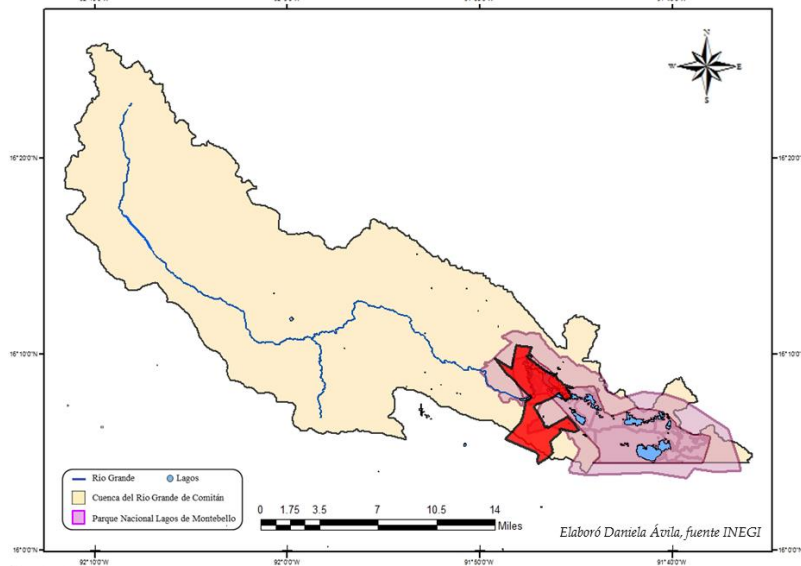 N
W E
S
16°20'0"N
16°20'0"N
16°10'0"N
16°10'0"N
Rio Grande
Lagos
Cuenca del Rio Grande de Comitán
Parque Nacional Lagos de Montebello
0 1.75 3.5 7 10.5 14
Miles
Elaboró Daniela Ávila, fuente INEGI
16°0'0"N
16°0'0"N
92°10'0"W 92°0'0"W 91°50'0"W 91°40'0"W